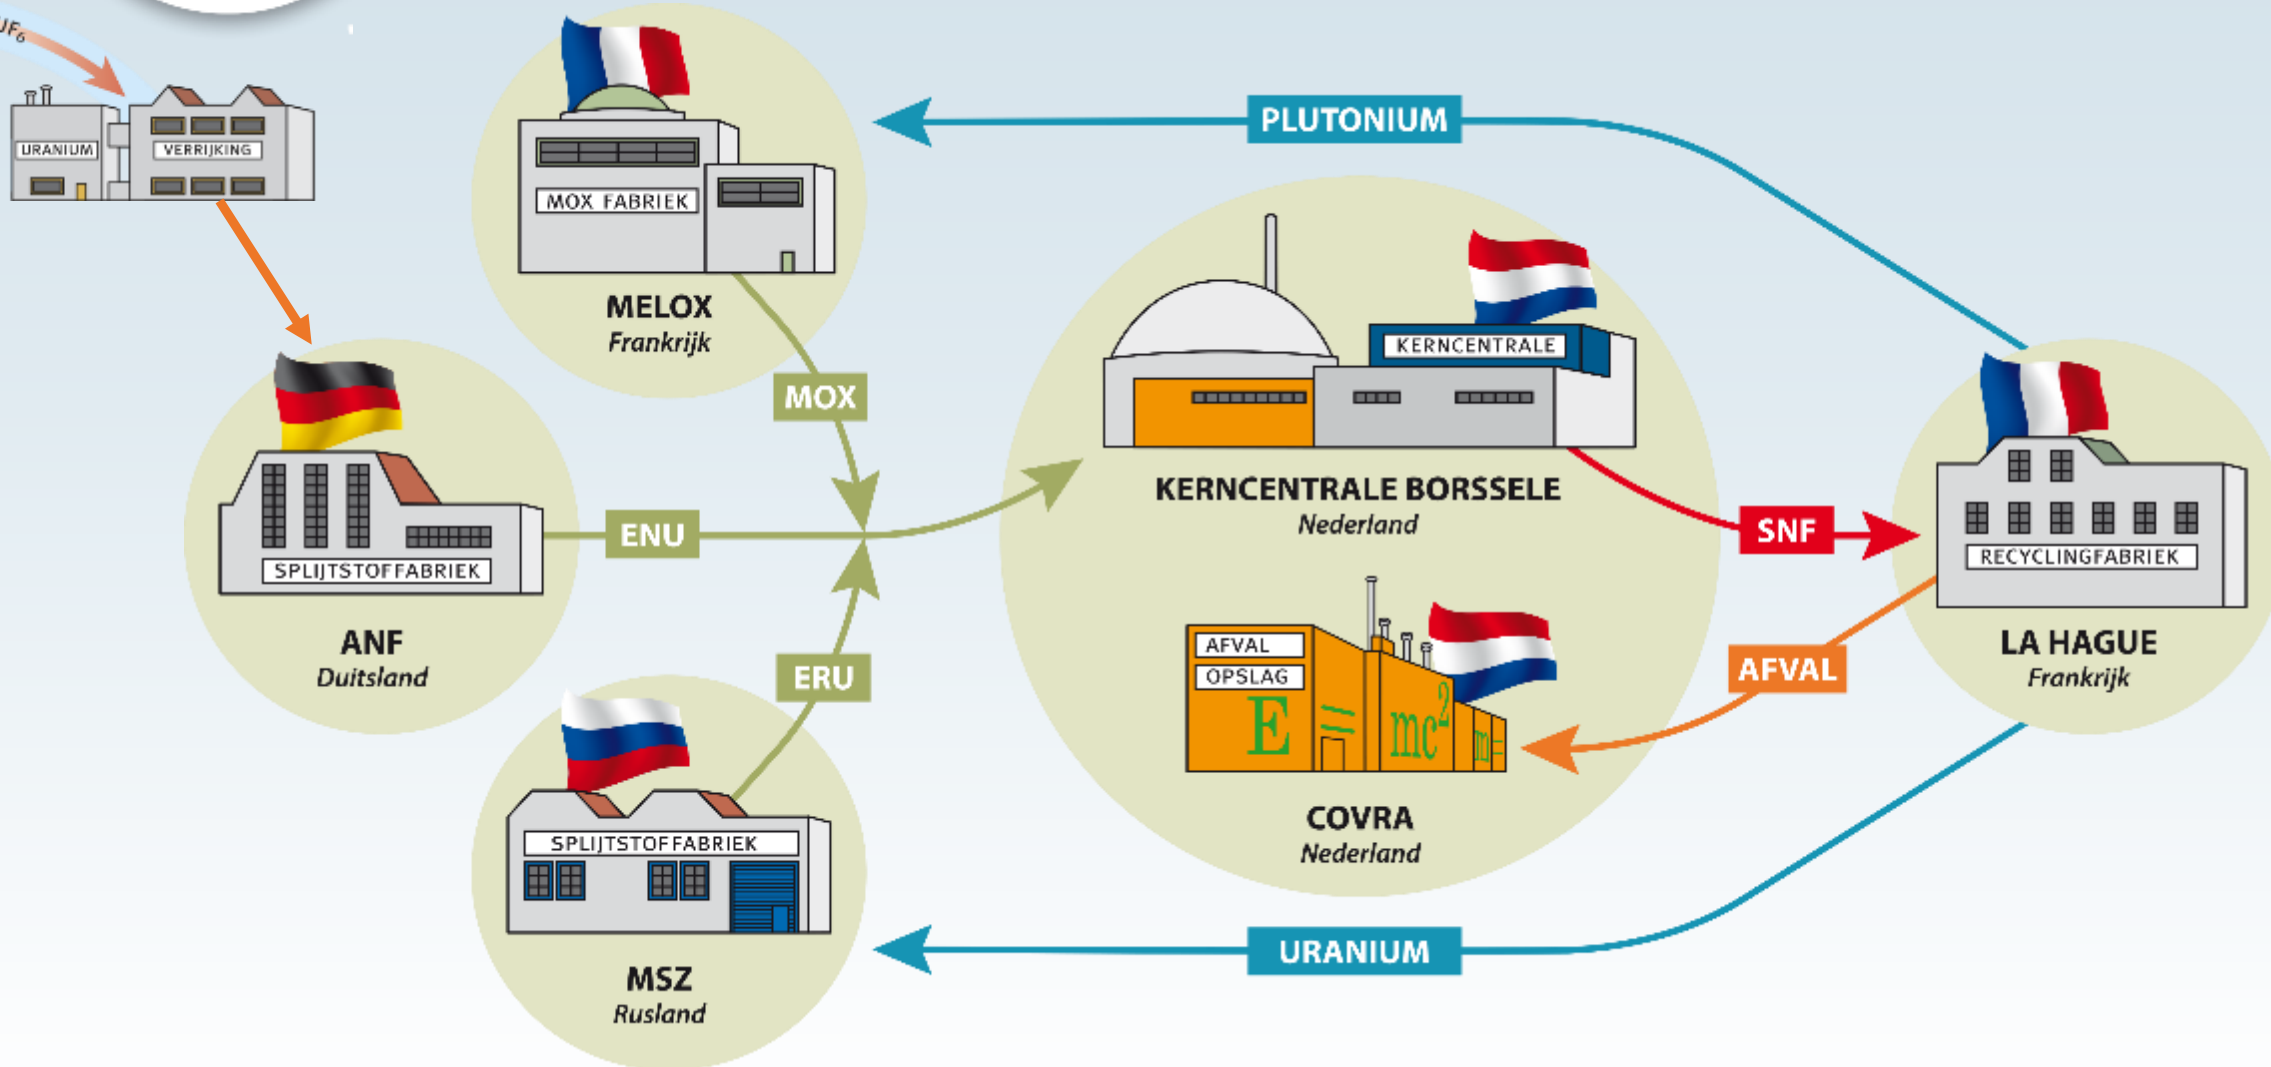 UF6
URANIUM
VERRIJKING
MOX FABRIEK
MELOX
Frankrijk
PLUTONIUM
MOX
KERNCENTRALE
KERNCENTRALE BORSSELE
Nederland
SPLIJTSTOFFABRIEK
ANF
Duitsland
ENU
SNF
RECYCLINGFABRIEK
LA HAGUE
Frankrijk
ERU
AFVAL
OPSLAG
E = mc2
m =
AFVAL
COVRA
Nederland
SPLIJTSTOFFABRIEK
MSZ
Rusland
URANIUM